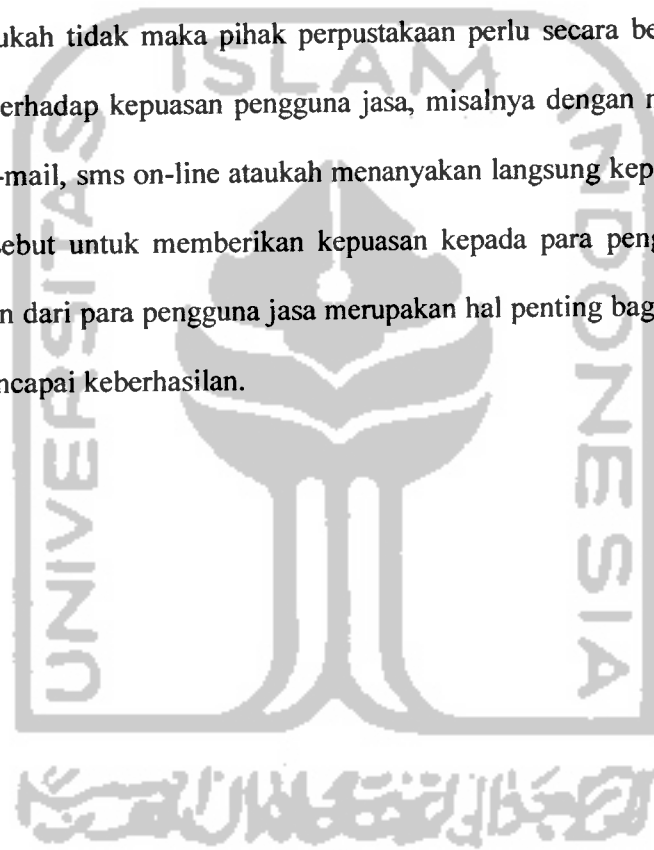 ukah tidak maka pihak perpustakaan perlu secara be
erhadap kepuasan pengguna jasa, misalnya dengan
-mail, sms on-line ataukah menanyakan langsung kep
sebut untuk memberikan kepuasan kepada para peng
n dari para pengguna jasa merupakan hal penting bag
ncapai keberhasilan.
UNIVERSITAS
ISLAM
INDONESIA